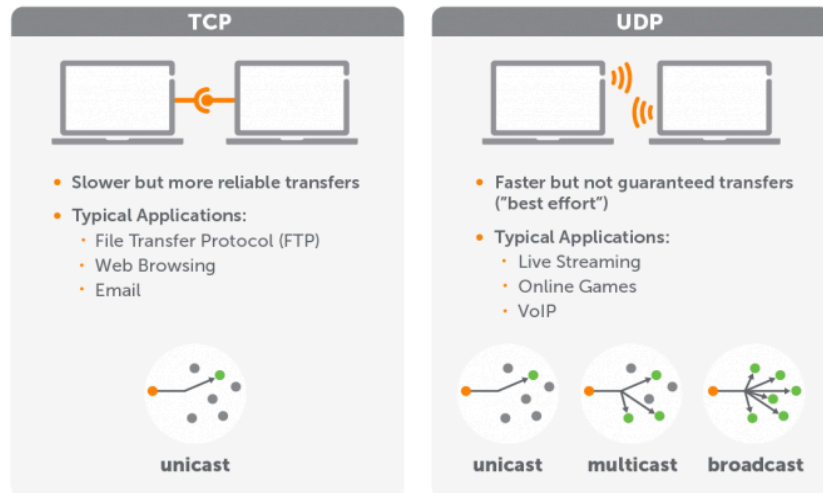 TCP
Slower but more reliable transfers
Typical Applications:
File Transfer Protocol (FTP)
Web Browsing
Email
unicast
UDP
Faster but not guaranteed transfers
("best effort")
Typical Applications:
Live Streaming
Online Games
VoIP
unicast multicast broadcast